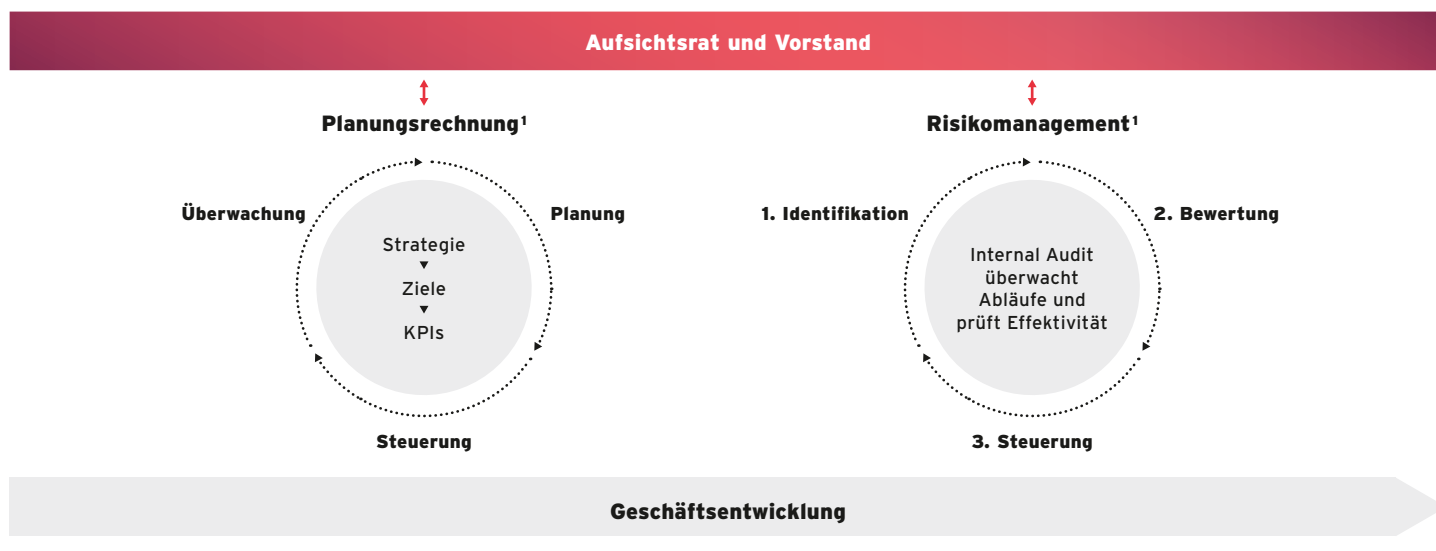 Aufsichtsrat und Vorstand
Planungsrechnung¹
Überwachung
Planung
Strategie
Ziele
KPIs
Steuerung
Risikomanagement¹
1. Identifikation
2. Bewertung
Internal Audit
überwacht
Abläufe und
prüft Effektivität
3. Steuerung
Geschäftsentwicklung